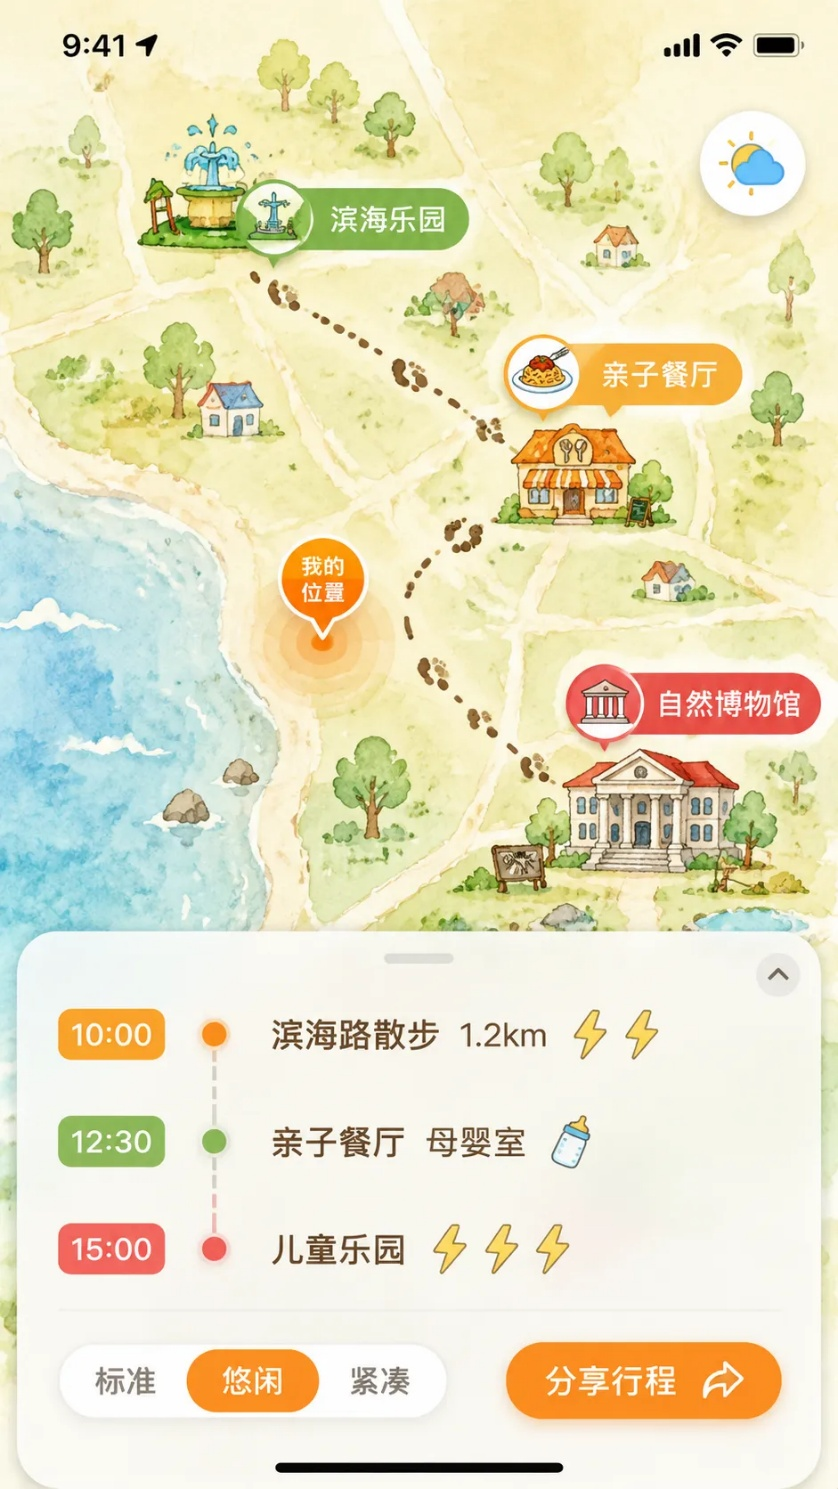 9:41
滨海乐园
亲子餐厅
我的
位置
自然博物馆
10:00 滨海路散步 1.2km
12:30 亲子餐厅 母婴室
15:00 儿童乐园
标准 悠闲 紧凑 分享行程